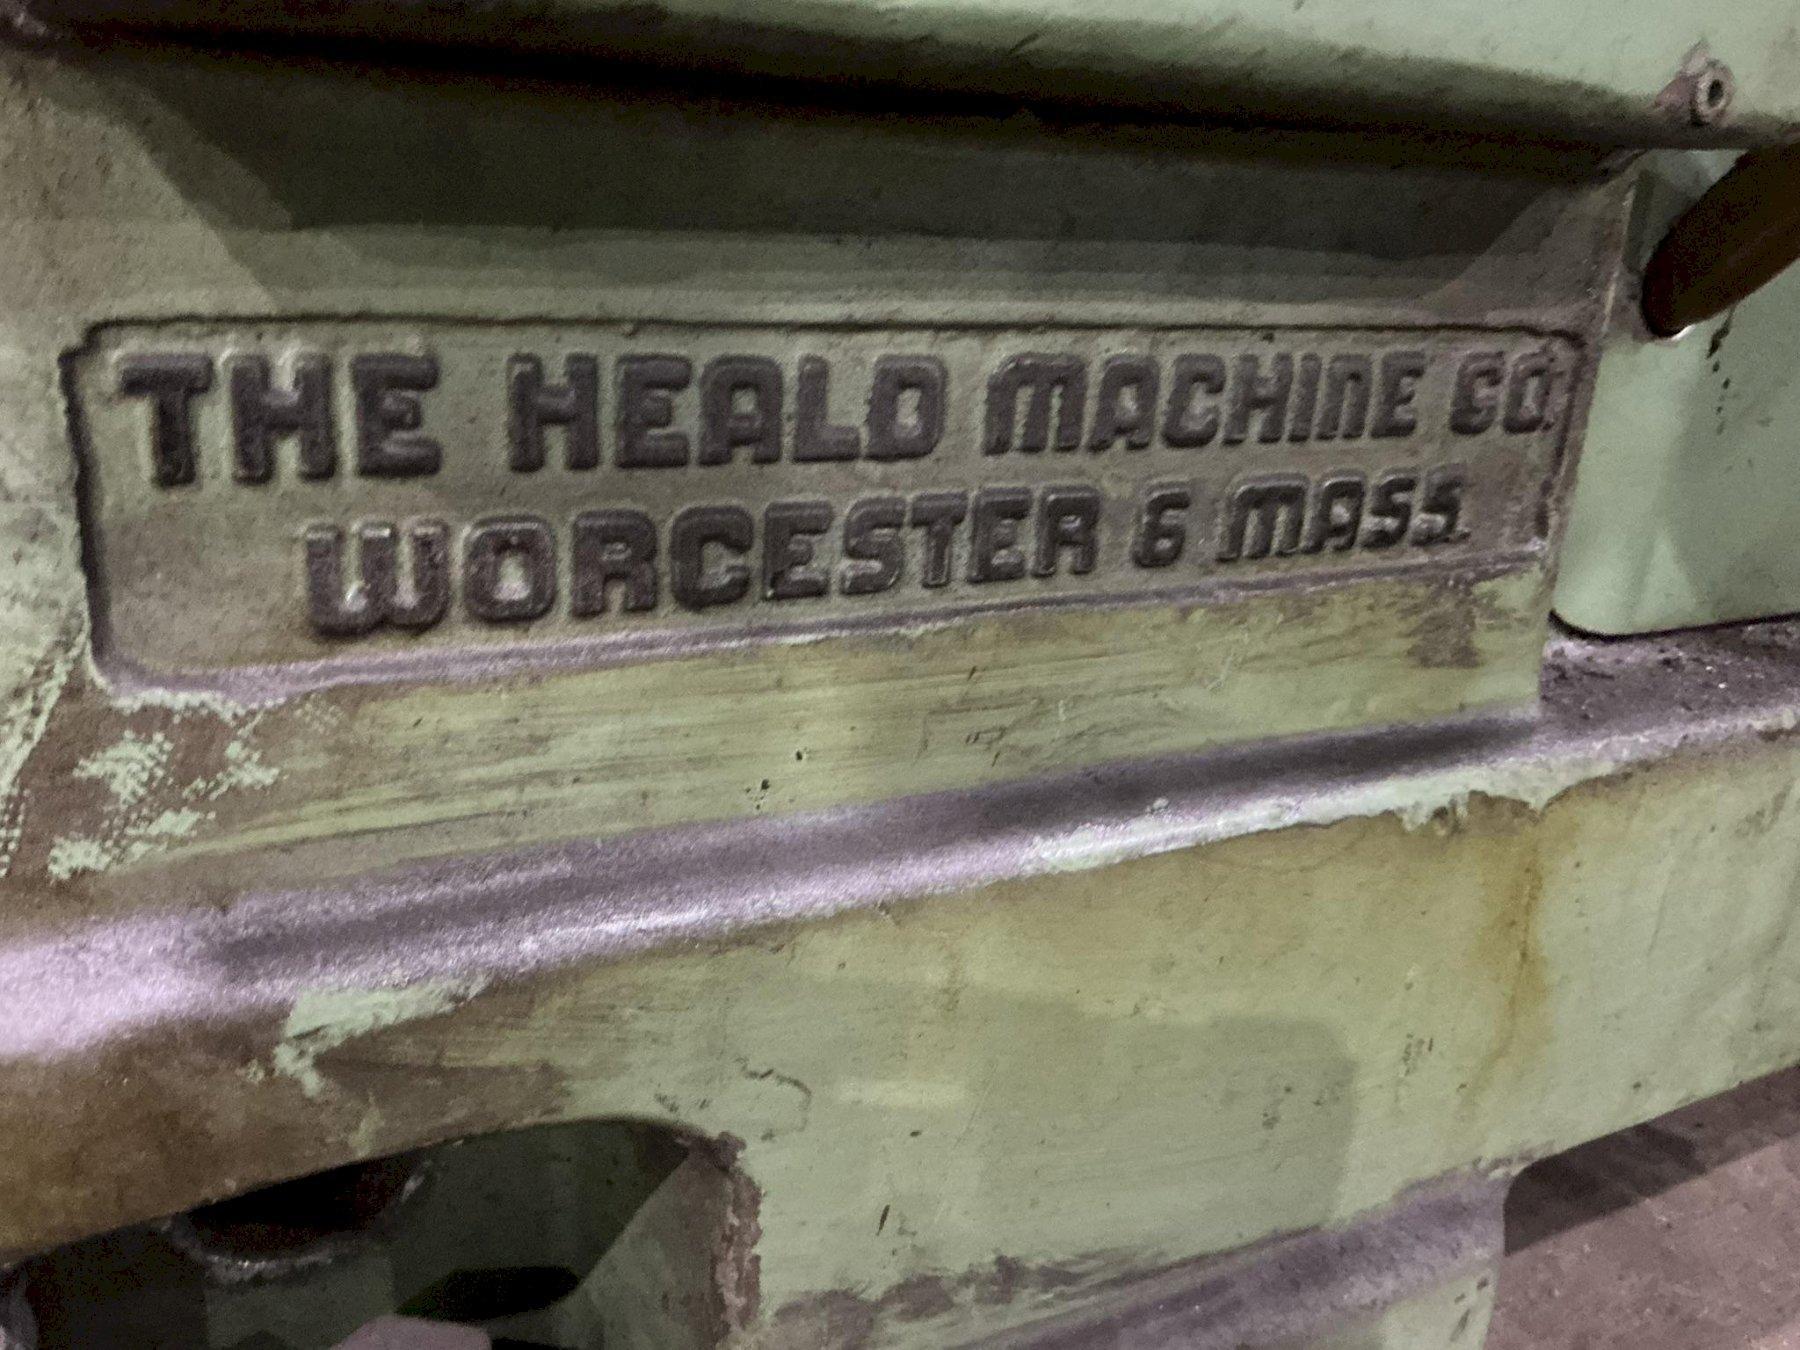 THE HEALD MACHINE CO.
WORCESTER 6 MASS.